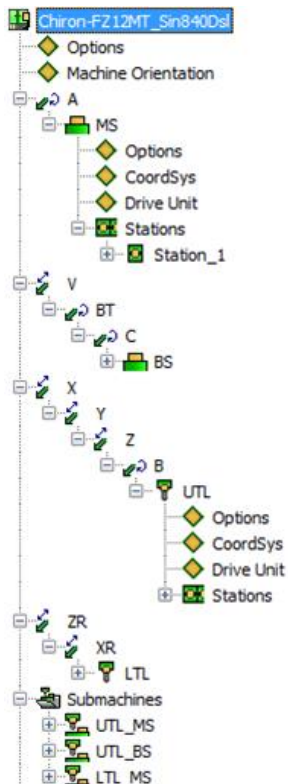 Chiron-FZ12MT_Sin840Dsl
Options
Machine Orientation
A
MS
Options
CoordSys
Drive Unit
Stations
Station_1
V
BT
C
BS
X
Y
Z
B
UTL
Options
CoordSys
Drive Unit
Stations
ZR
XR
LTL
Submachines
UTL_MS
UTL_BS
LTL_MS